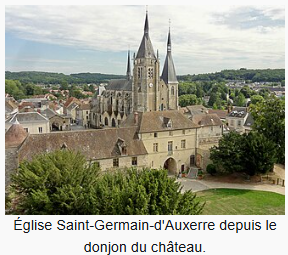 Église Saint-Germain-d'Auxerre depuis le
donjon du château.